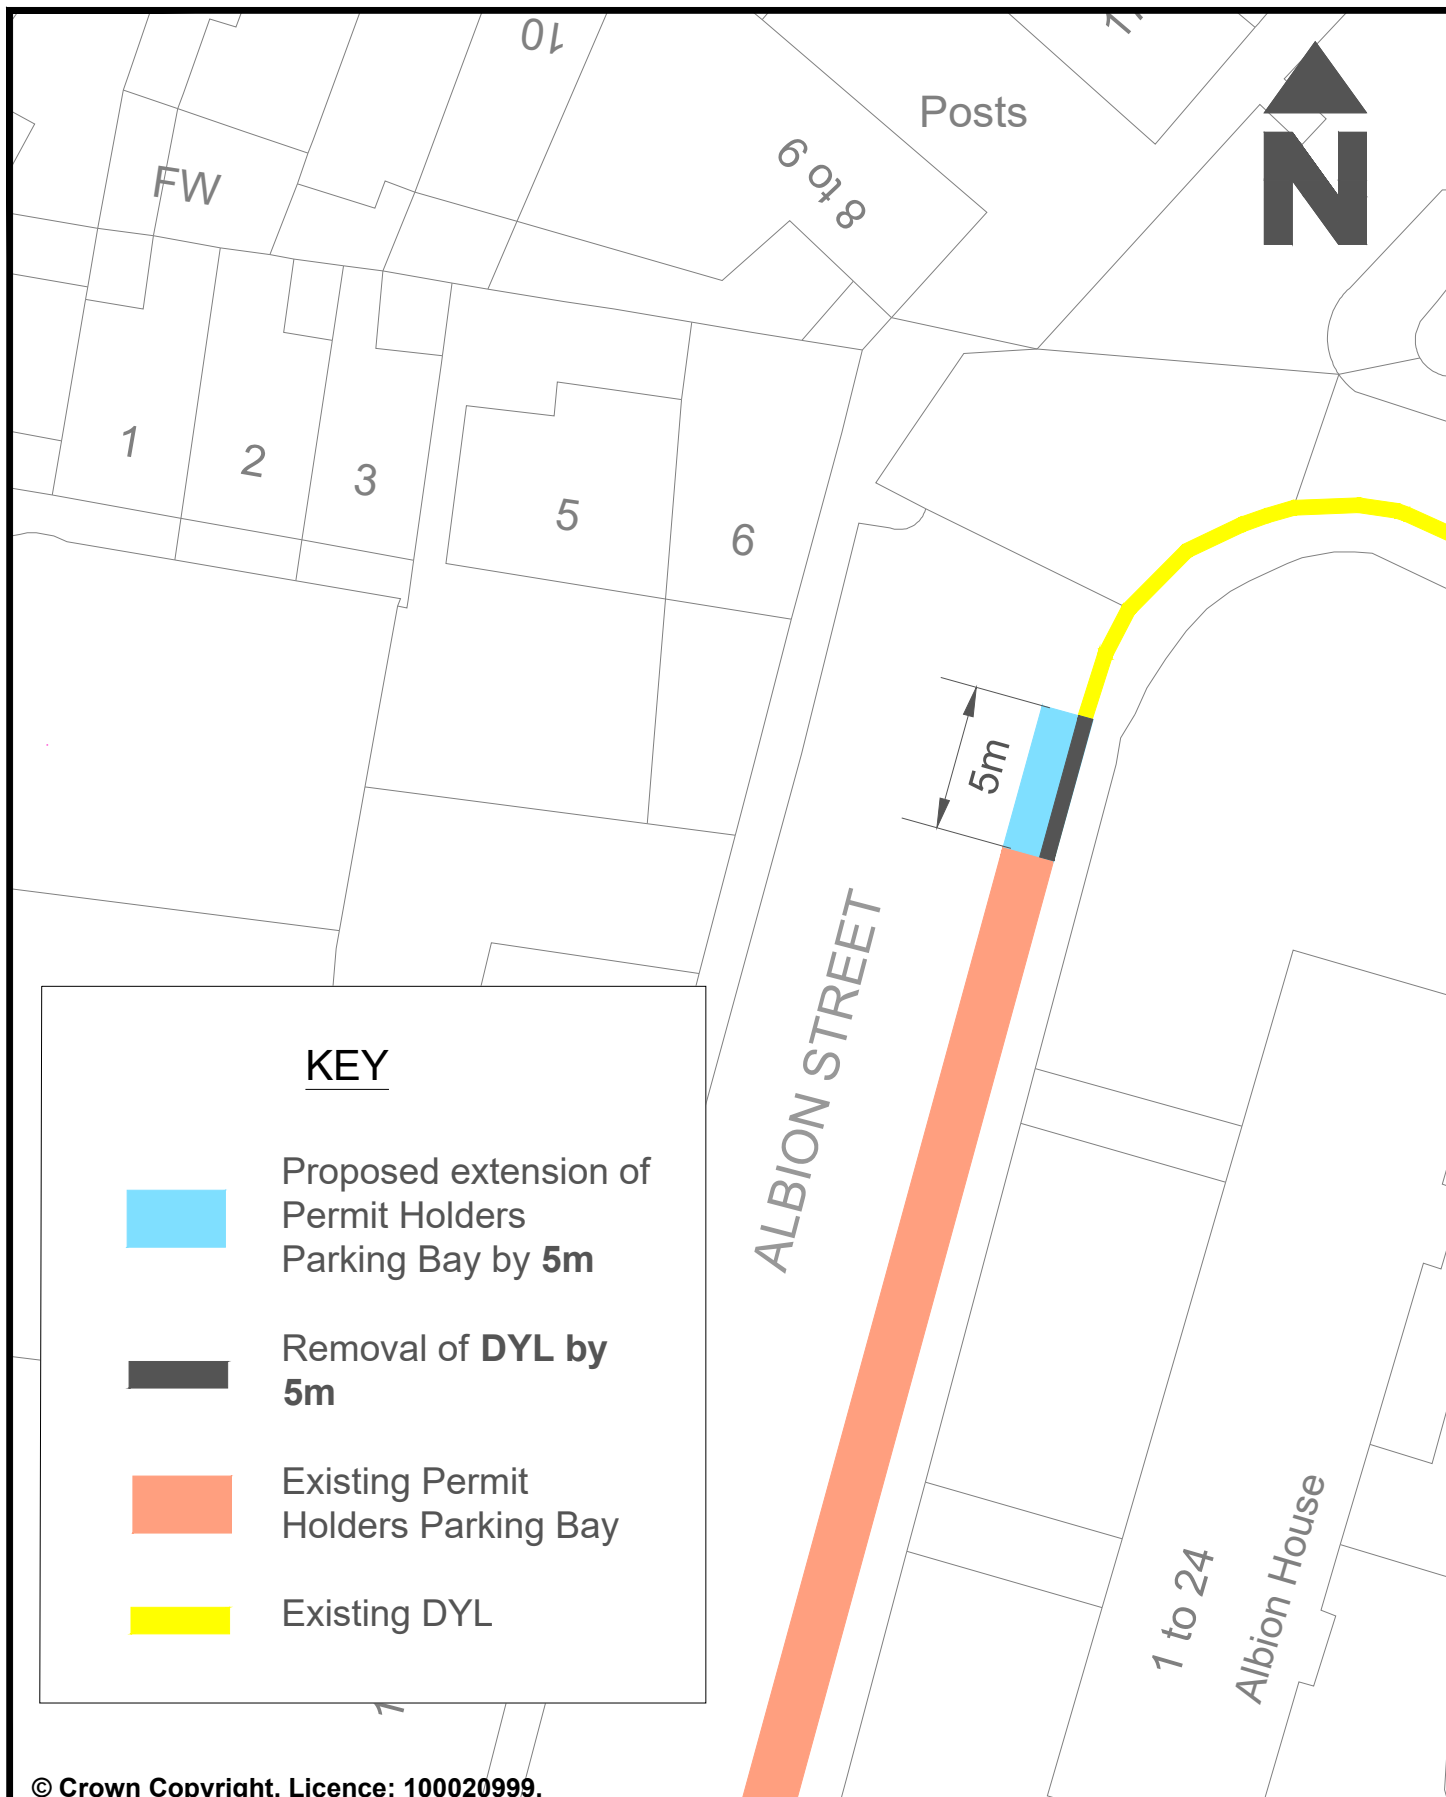 10
11
Posts
8 to 9
FW
N
1
2
3
5
6
5m
ALBION STREET
KEY
Proposed extension of
Permit Holders
Parking Bay by 5m
Removal of DYL by
5m
Existing Permit
Holders Parking Bay
Existing DYL
1 to 24
Albion House
© Crown Copyright. Licence: 100020999.